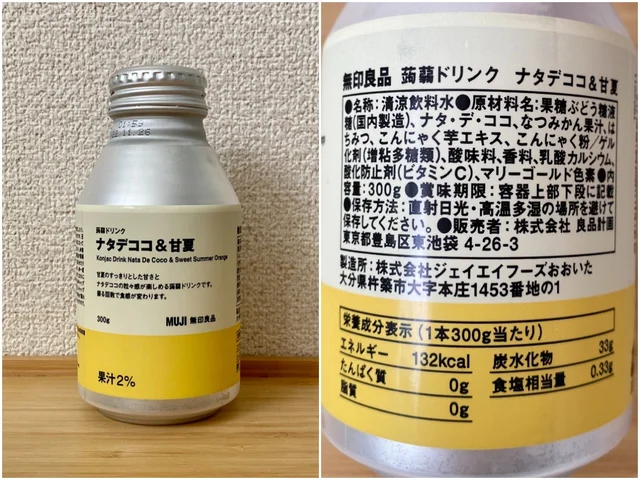 01:53
22.11.26
蒟蒻ドリンク
ナタデココ＆甘夏
Konjac Drink Nata De Coco & Sweet Summer Orange
甘夏のすっきりとした甘さと
ナタデココの粒々感が楽しめる蒟蒻ドリンクです。
振る回数で食感が変わります。
300g
MUJI 無印良品
果汁2%
無印良品 蒟蒻ドリンク ナタデココ＆甘夏
●名称：清涼飲料水●原材料名：果糖ぶどう糖液
糖（国内製造）、ナタ・デ・ココ、なつみかん果汁、は
ちみつ、こんにゃく芋エキス、こんにゃく粉／ゲル
化剤（増粘多糖類）、酸味料、香料、乳酸カルシウム、
酸化防止剤（ビタミンC）、マリーゴールド色素●内
容量：300g●賞味期限：容器上部下段に記載
●保存方法：直射日光・高温多湿の場所を避けて
保存してください。●販売者：株式会社 良品計画
東京都豊島区東池袋 4-26-3
製造所：株式会社ジェイエイフーズおおいた
大分県杵築市大字本庄1453番地の1
栄養成分表示（1本300g当たり）
エネルギー 132kcal 炭水化物 33g
たんぱく質 0g 食塩相当量 0.33g
脂質 0g